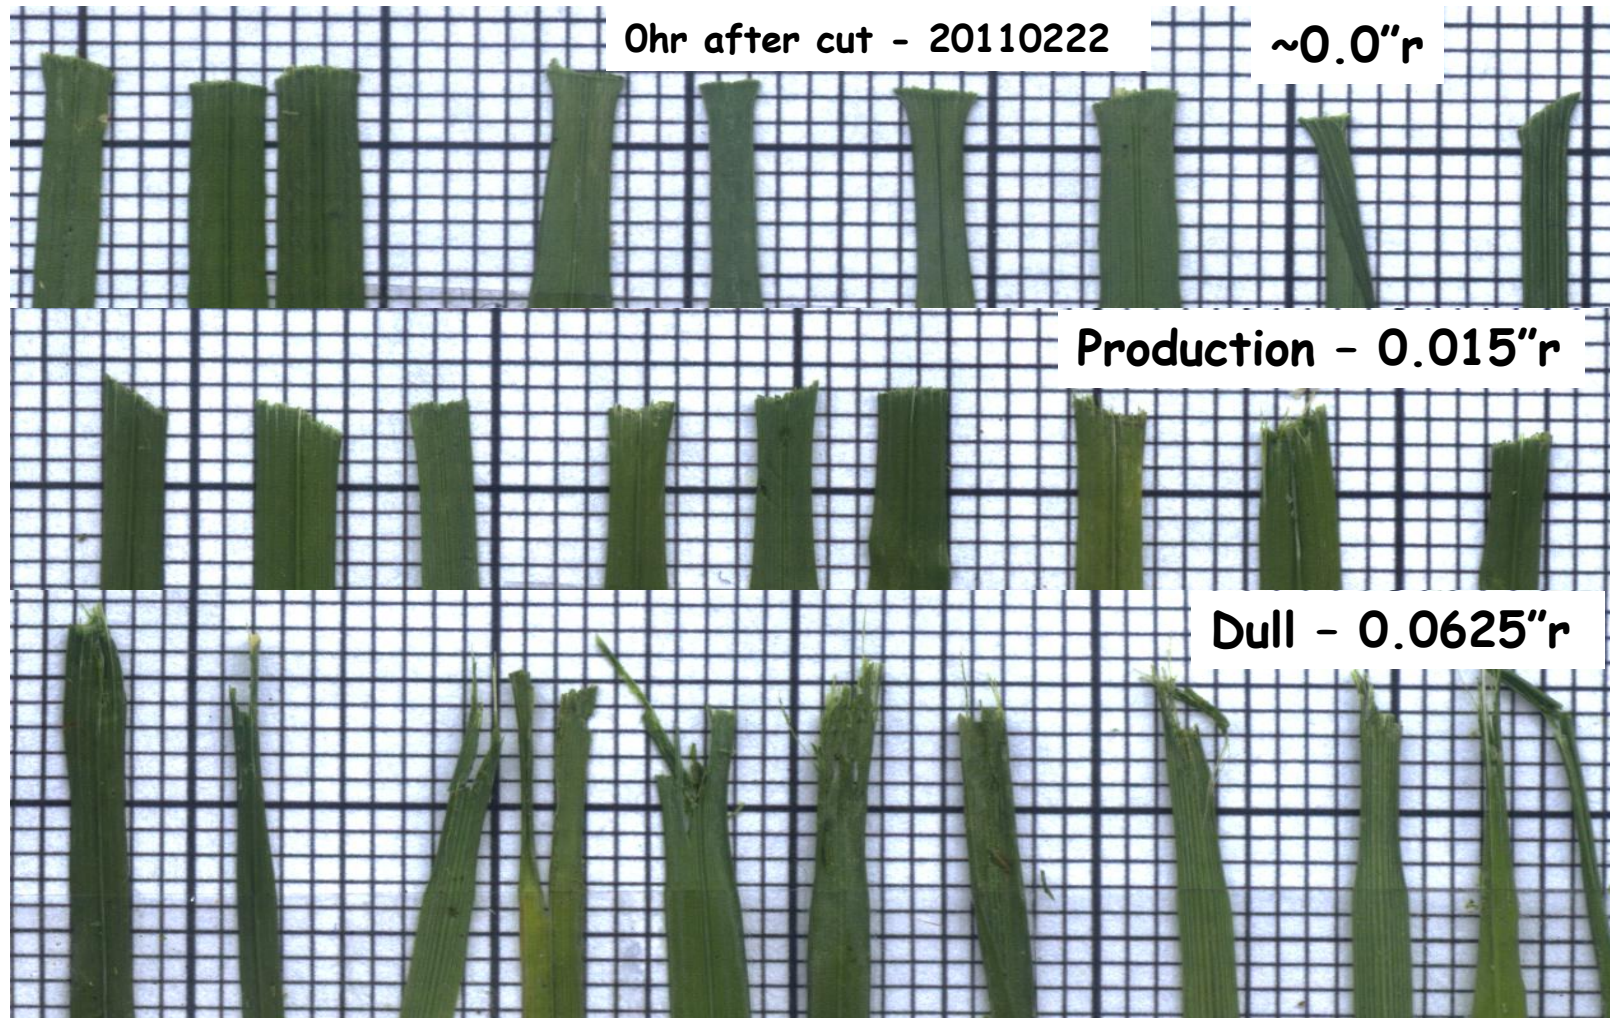 0hr after cut - 20110222
~0.0"r
Production - 0.015"r
Dull - 0.0625"r